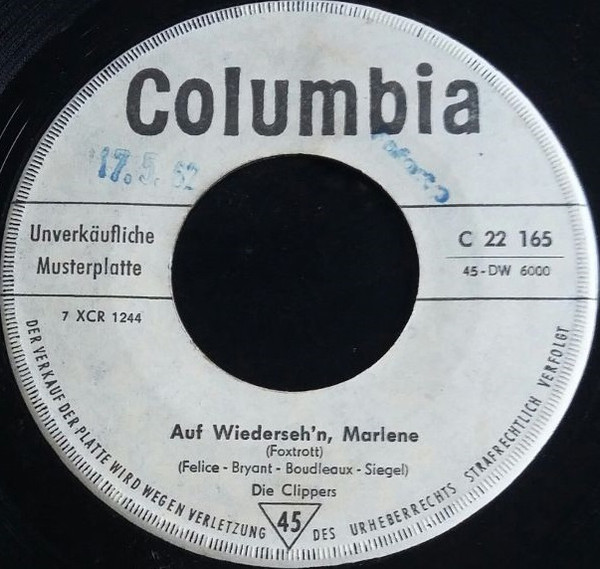 Columbia
17. 5. 62
Unverkäufliche
Musterplatte
C 22 165
45-DW 6000
7 XCR 1244
Auf Wiederseh'n, Marlene
(Foxtrott)
(Felice - Bryant - Boudleaux - Siegel)
Die Clippers
45
DER VERKAUF DER PLATTE WIRD WEGEN VERLETZUNG DES URHEBERRECHTS STRAFRECHTLICH VERFOLGT